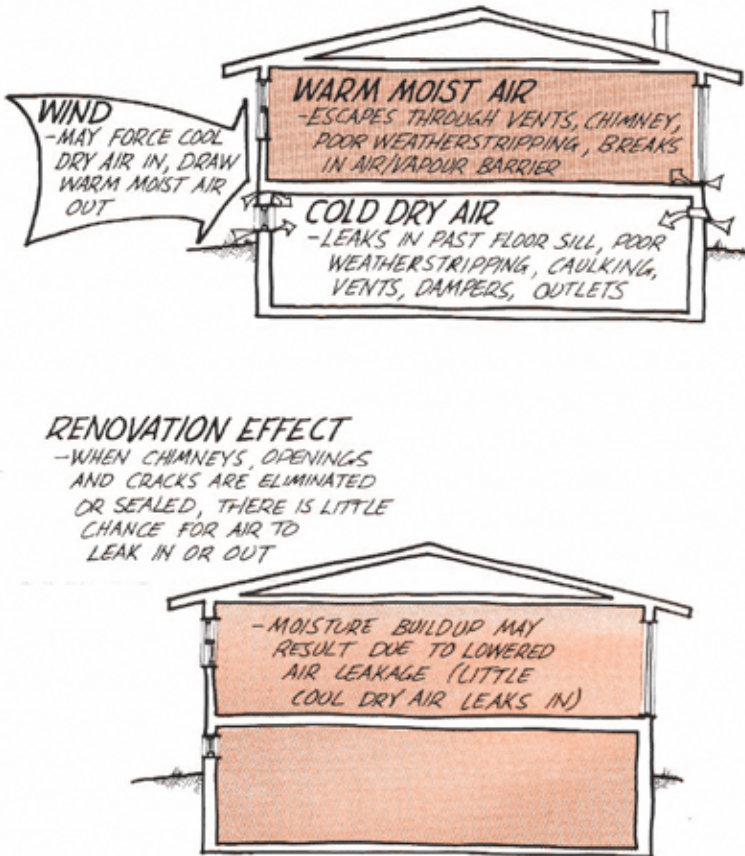 WIND
-MAY FORCE COOL
DRY AIR IN, DRAW
WARM MOIST AIR
OUT
WARM MOIST AIR
-ESCAPES THROUGH VENTS, CHIMNEY,
POOR WEATHERSTRIPPING, BREAKS
IN AIR/VAPOUR BARRIER
COLD DRY AIR
-LEAKS IN PAST FLOOR SILL, POOR
WEATHERSTRIPPING, CAULKING,
VENTS, DAMPERS, OUTLETS
RENOVATION EFFECT
-WHEN CHIMNEYS, OPENINGS
AND CRACKS ARE ELIMINATED
OR SEALED, THERE IS LITTLE
CHANCE FOR AIR TO
LEAK IN OR OUT
-MOISTURE BUILDUP MAY
RESULT DUE TO LOWERED
AIR LEAKAGE (LITTLE
COOL DRY AIR LEAKS IN)